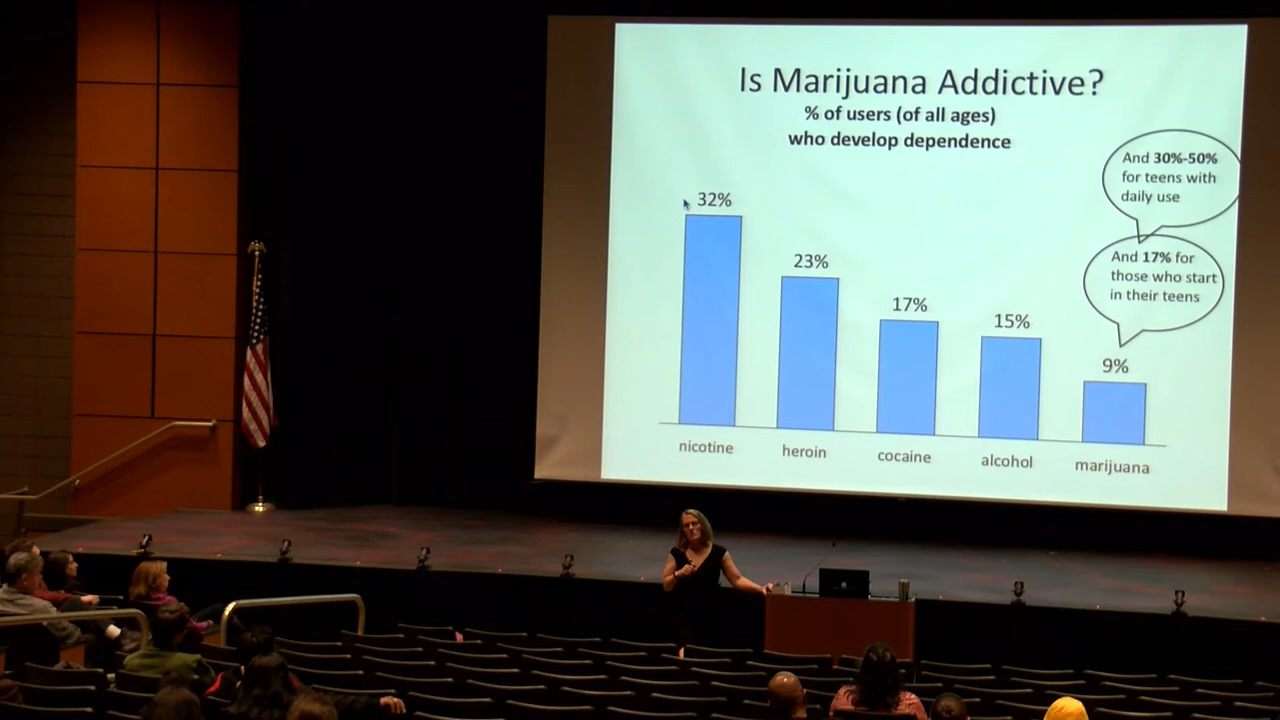 Is Marijuana Addictive?
% of users (of all ages)
who develop dependence
And 30%-50%
for teens with
daily use
And 17% for
those who start
in their teens
32%
23%
17%
15%
9%
nicotine
heroin
cocaine
alcohol
marijuana